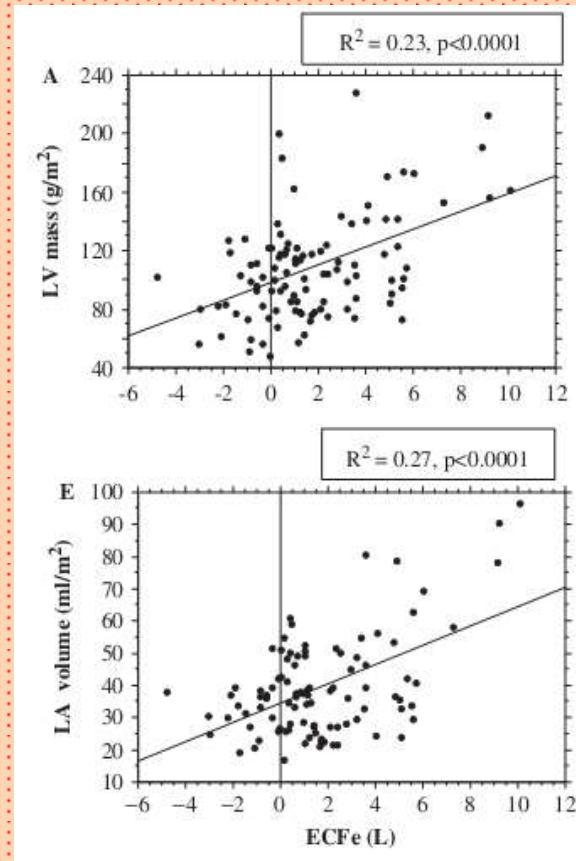 R² = 0.23, p<0.0001
A
LV mass (g/m²)
240
200
160
120
80
40
-6 -4 -2 0 2 4 6 8 10 12
R² = 0.27, p<0.0001
E
LA volume (ml/m²)
100
90
80
70
60
50
40
30
20
10
−6 −4 −2 0 2 4 6 8 10 12
ECFe (L)